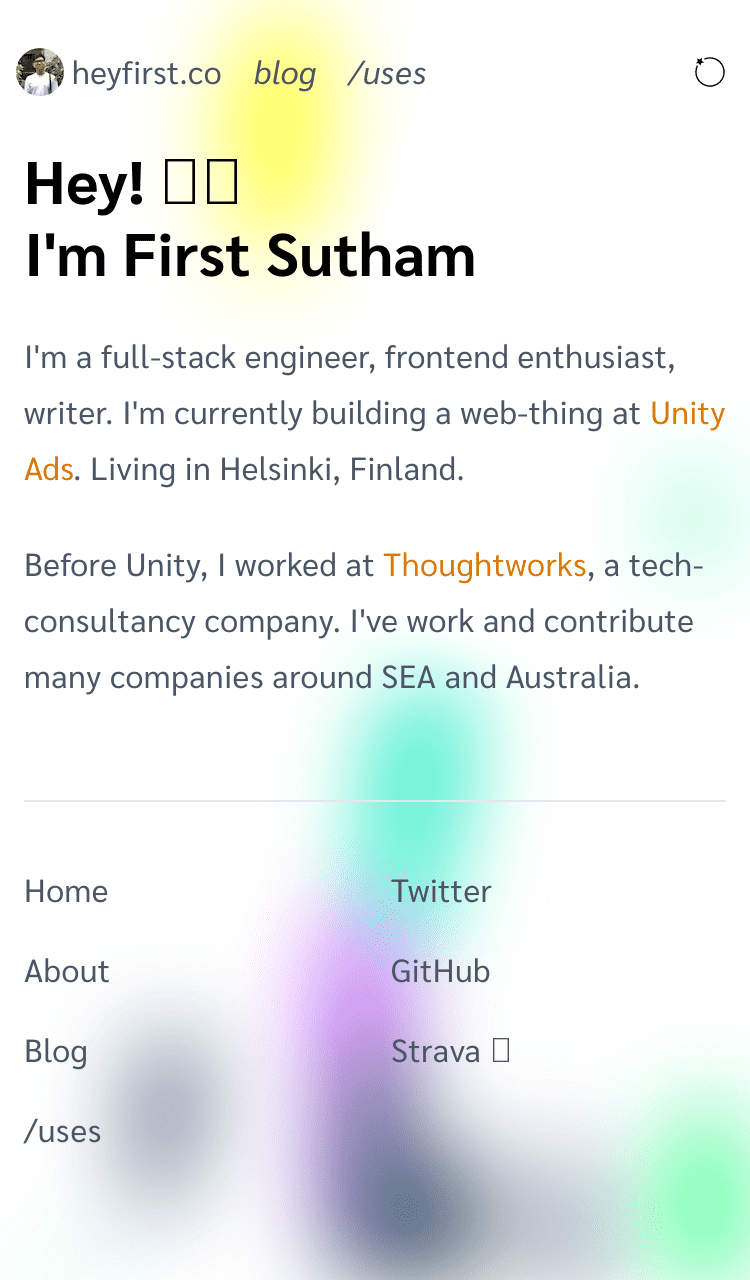 heyfirst.co blog /uses
Hey! 
I'm First Sutham
I'm a full-stack engineer, frontend enthusiast,
writer. I'm currently building a web-thing at Unity
Ads. Living in Helsinki, Finland.
Before Unity, I worked at Thoughtworks, a tech-
consultancy company. I've work and contribute
many companies around SEA and Australia.
Home
Twitter
About
GitHub
Blog
Strava
/uses